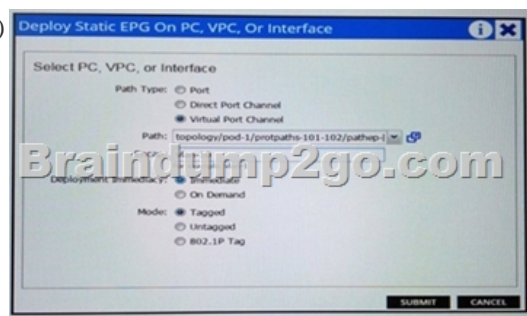 )
Deploy Static EPG On PC, VPC, Or Interface
i
Select PC, VPC, or Interface
Path Type: Port
Direct Port Channel
Virtual Port Channel
Path: topology/pod-1/protpaths-101-102/pathep-[
Braindump2go.com
Deployment Immediacy: Immediate
On Demand
Mode: Tagged
Untagged
802.1P Tag
SUBMIT CANCEL